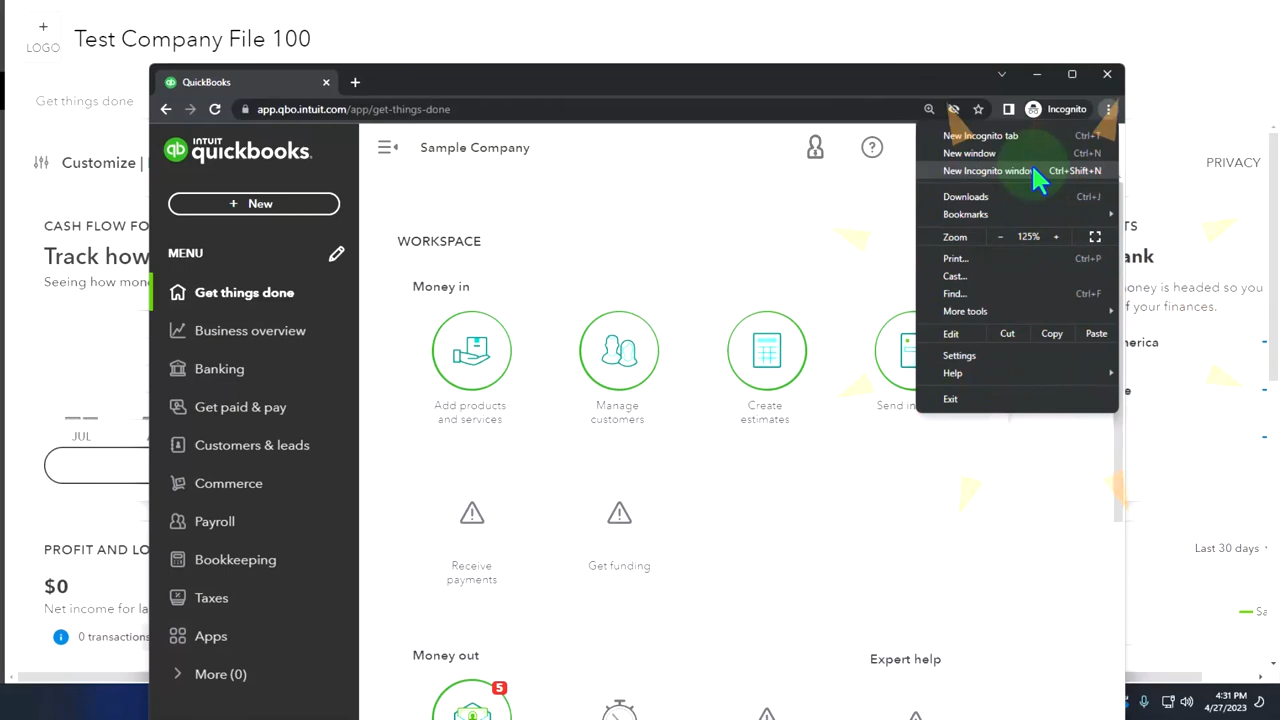 +
LOGO
Test Company File 100
Get things done
Customize |
PRIVACY
CASH FLOW FO
Track how
Seeing how mon
JUL
PROFIT AND LO
$0
Net income for la
0 transactions
TS
ank
money is headed so you
of your finances.
merica
e
Last 30 days
Sa
QuickBooks
app.qbo.intuit.com/app/get-things-done
Incognito
INTUIT
quickbooks.
+ New
MENU
Get things done
Business overview
Banking
Get paid & pay
Customers & leads
Commerce
Payroll
Bookkeeping
Taxes
Apps
More (0)
Sample Company
WORKSPACE
Money in
Add products
and services
Manage
customers
Create
estimates
Send in
Receive
payments
Get funding
Money out
5
Expert help
New Incognito tab Ctrl+T
New window Ctrl+N
New Incognito window Ctrl+Shift+N
Downloads Ctrl+J
Bookmarks
Zoom − 125% +
Print... Ctrl+P
Cast...
Find... Ctrl+F
More tools
Edit Cut Copy Paste
Settings
Help
Exit
4:31 PM
4/27/2023